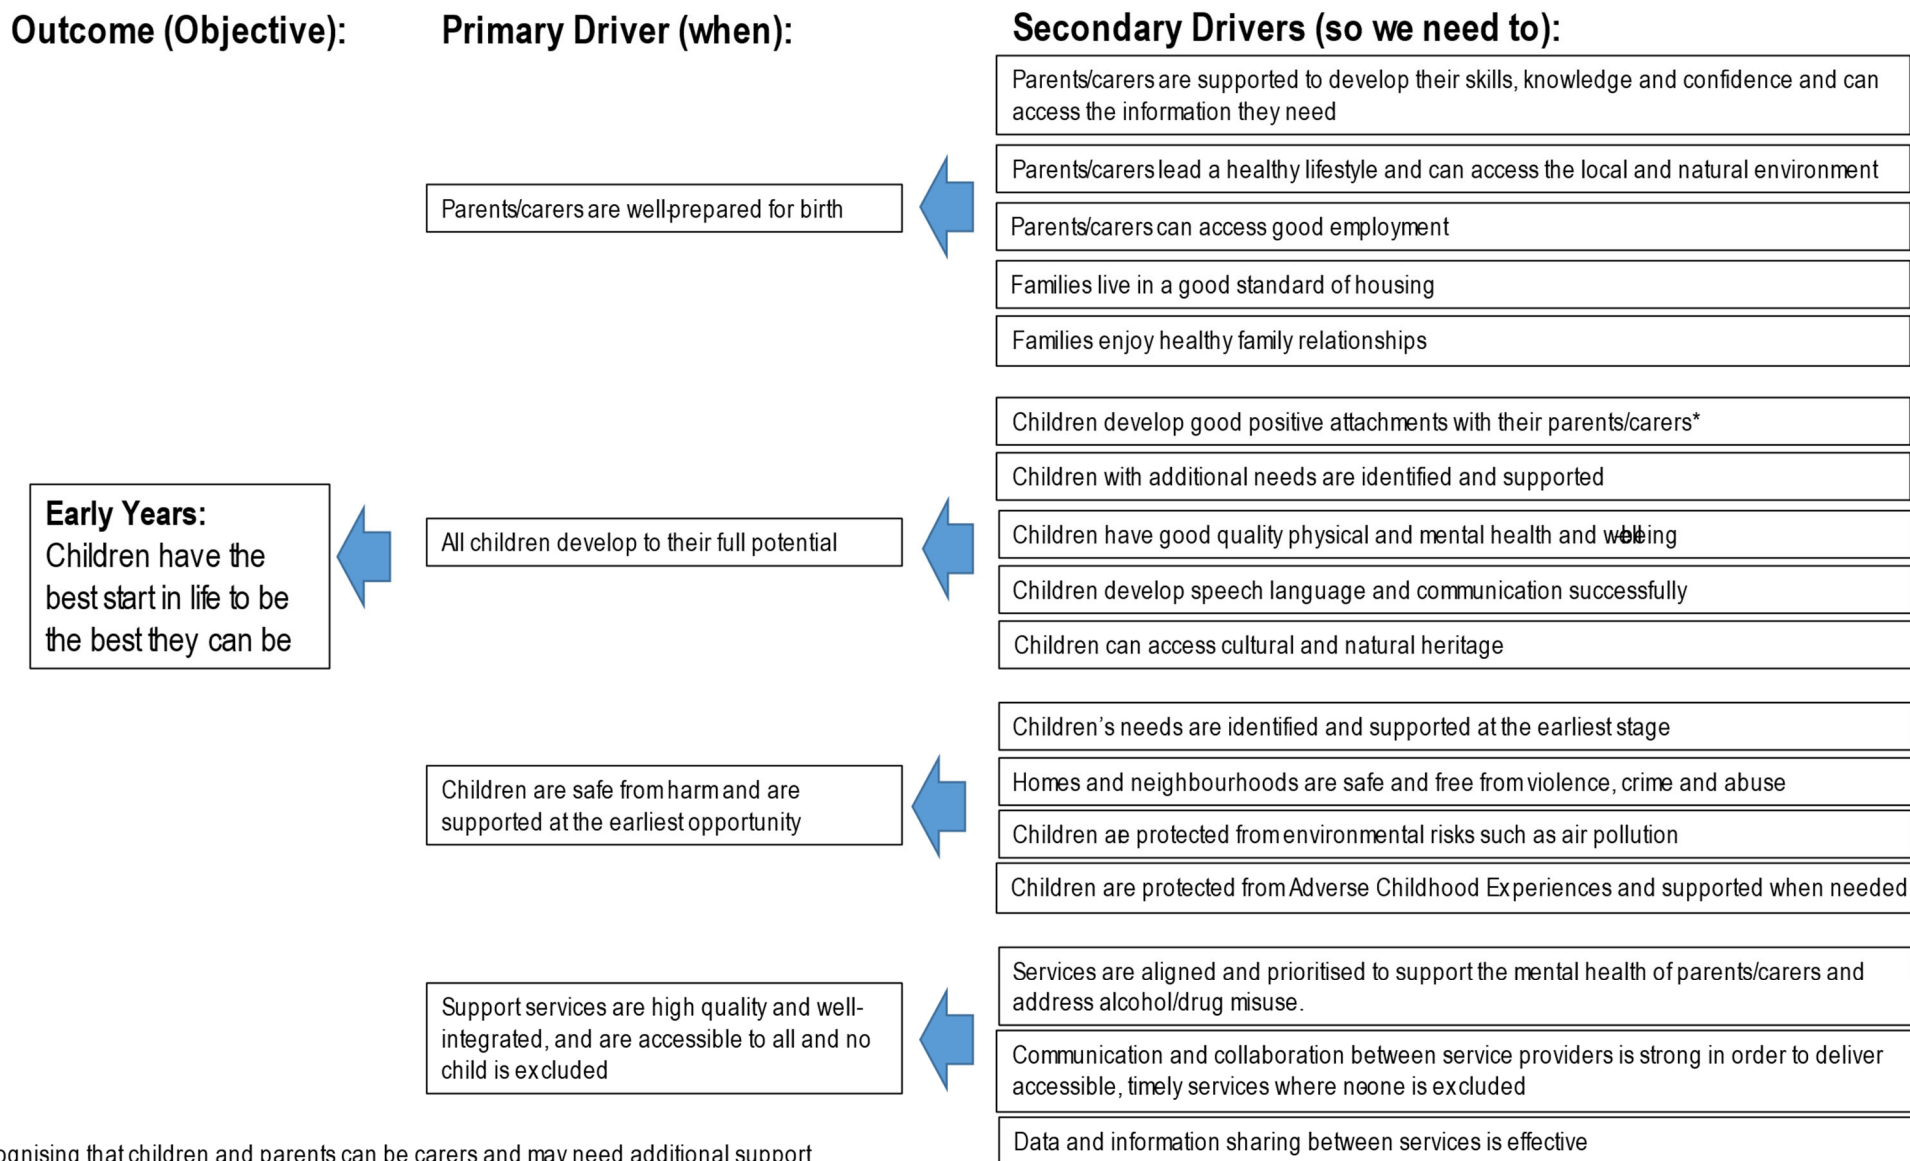 Outcome (Objective):
Primary Driver (when):
Secondary Drivers (so we need to):
Parents/carers are supported to develop their skills, knowledge and confidence and can
access the information they need
Parents/carers lead a healthy lifestyle and can access the local and natural environment
Parents/carers are well-prepared for birth
Parents/carers can access good employment
Families live in a good standard of housing
Families enjoy healthy family relationships
Children develop good positive attachments with their parents/carers*
Children with additional needs are identified and supported
Early Years:
Children have the
best start in life to be
the best they can be
All children develop to their full potential
Children have good quality physical and mental health and well-being
Children develop speech language and communication successfully
Children can access cultural and natural heritage
Children's needs are identified and supported at the earliest stage
Children are safe from harm and are
supported at the earliest opportunity
Homes and neighbourhoods are safe and free from violence, crime and abuse
Children are protected from environmental risks such as air pollution
Children are protected from Adverse Childhood Experiences and supported when needed
Support services are high quality and well-
integrated, and are accessible to all and no
child is excluded
Services are aligned and prioritised to support the mental health of parents/carers and
address alcohol/drug misuse.
Communication and collaboration between service providers is strong in order to deliver
accessible, timely services where no-one is excluded
Data and information sharing between services is effective
that children and parents can be carers and may need additional support